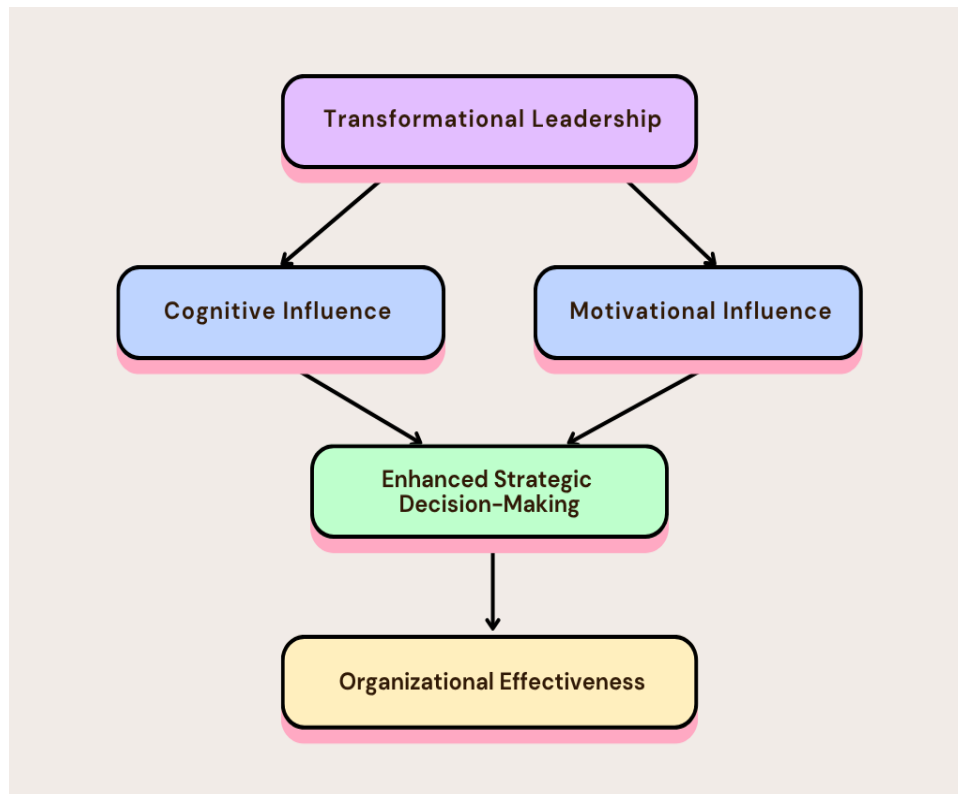 Transformational Leadership
Cognitive Influence
Motivational Influence
Enhanced Strategic
Decision-Making
Organizational Effectiveness